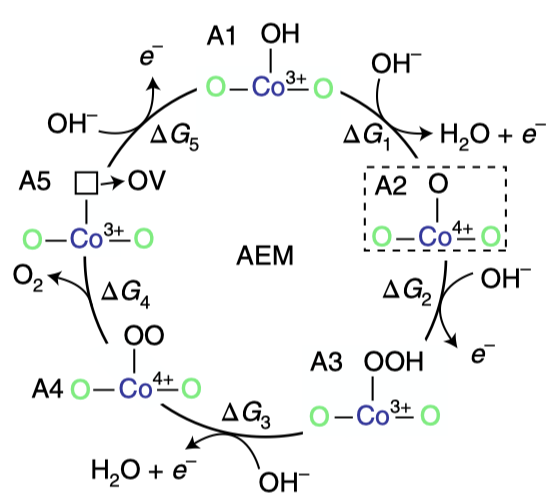 A1 OH
O–Co³⁺–O
OH⁻
ΔG₁
H₂O + e⁻
A2 O
O–Co⁴⁺–O
ΔG₂
OH⁻
e⁻
A3 OOH
O–Co³⁺–O
ΔG₃
OH⁻
H₂O + e⁻
OO
A4 O–Co⁴⁺–O
ΔG₄
O₂
A5 □→OV
O–Co³⁺–O
ΔG₅
OH⁻
e⁻
AEM